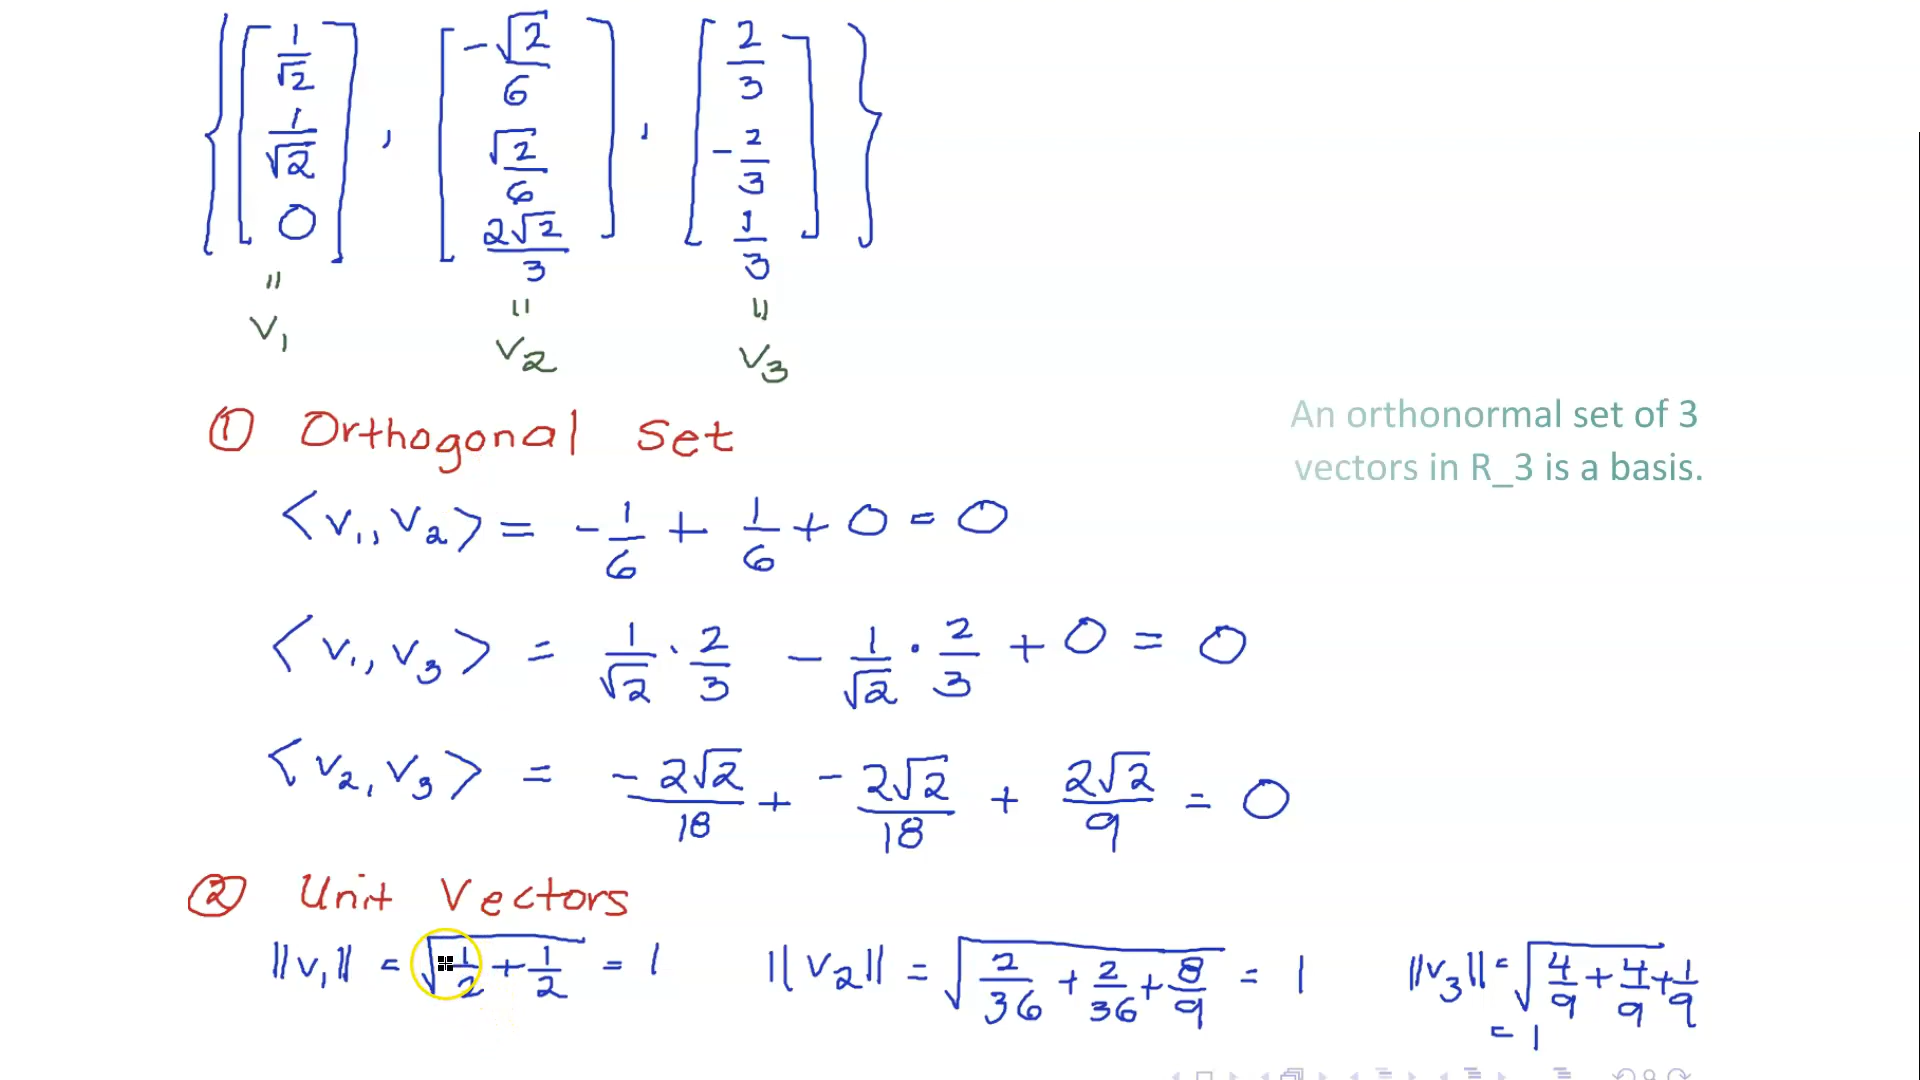 { [ 1/√2, 1/√2, 0 ] , [ -√2/6, √2/6, 2√2/3 ] , [ 2/3, -2/3, 1/3 ] }
= v₁ = v₂ = v₃
① Orthogonal Set
An orthonormal set of 3
vectors in R_3 is a basis.
<v₁, v₂> = -1/6 + 1/6 + 0 = 0
<v₁, v₃> = 1/√2 · 2/3 - 1/√2 · 2/3 + 0 = 0
<v₂, v₃> = -2√2/18 + -2√2/18 + 2√2/9 = 0
② Unit Vectors
||v₁|| = √(1/2 + 1/2) = 1 ||v₂|| = √(2/36 + 2/36 + 8/9) = 1 ||v₃|| = √(4/9 + 4/9 + 1/9)
= 1